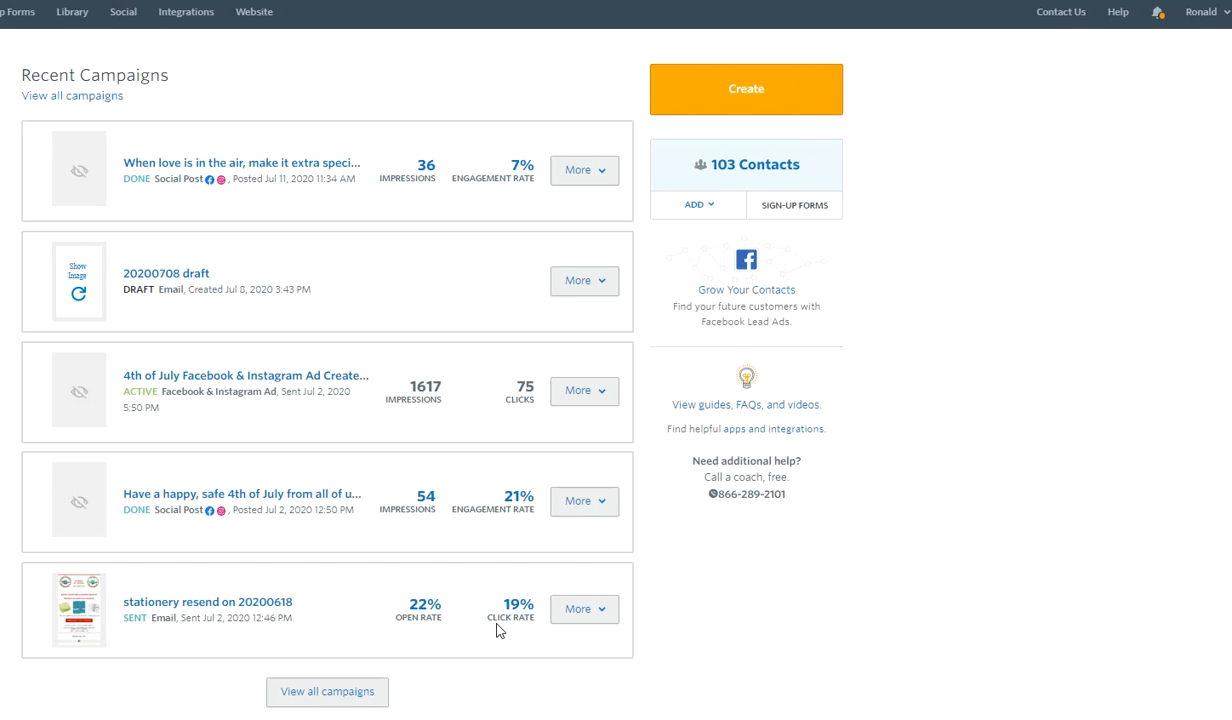 p Forms Library Social Integrations Website Contact Us Help Ronald
Recent Campaigns
View all campaigns
When love is in the air, make it extra speci...
DONE Social Post , Posted Jul 11, 2020 11:34 AM
36
IMPRESSIONS
7%
ENGAGEMENT RATE
More
Show
Image
20200708 draft
DRAFT Email, Created Jul 8, 2020 3:43 PM
More
4th of July Facebook & Instagram Ad Create...
ACTIVE Facebook & Instagram Ad, Sent Jul 2, 2020
5:50 PM
1617
IMPRESSIONS
75
CLICKS
More
Have a happy, safe 4th of July from all of u...
DONE Social Post , Posted Jul 2, 2020 12:50 PM
54
IMPRESSIONS
21%
ENGAGEMENT RATE
More
stationery resend on 20200618
SENT Email, Sent Jul 2, 2020 12:46 PM
22%
OPEN RATE
19%
CLICK RATE
More
View all campaigns
Create
103 Contacts
ADD SIGN-UP FORMS
Grow Your Contacts
Find your future customers with
Facebook Lead Ads.
View guides, FAQs, and videos.
Find helpful apps and integrations.
Need additional help?
Call a coach, free.
866-289-2101